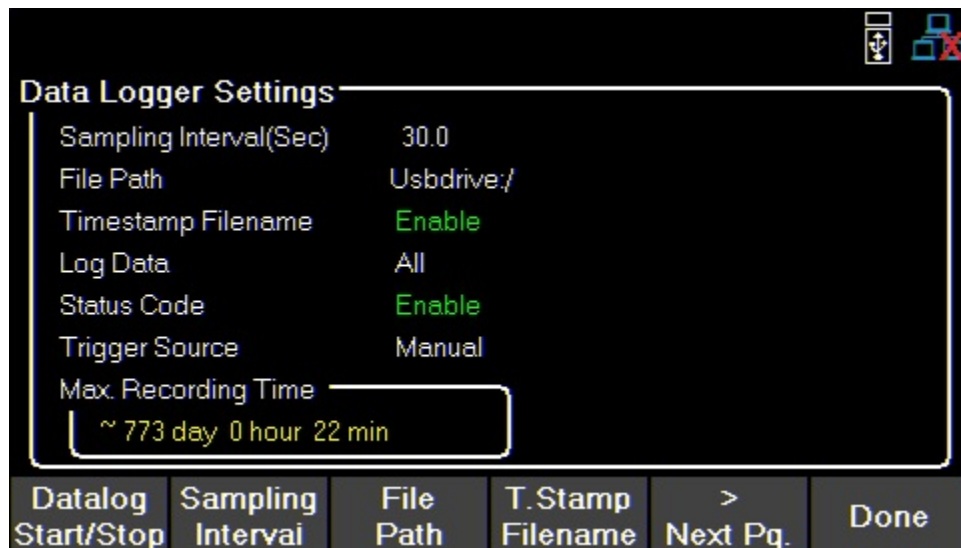 Data Logger Settings
Sampling Interval(Sec) 30.0
File Path Usbdrive:/
Timestamp Filename Enable
Log Data All
Status Code Enable
Trigger Source Manual
Max. Recording Time
~ 773 day 0 hour 22 min
Datalog Start/Stop
Sampling Interval
File Path
T.Stamp Filename
> Next Pg.
Done